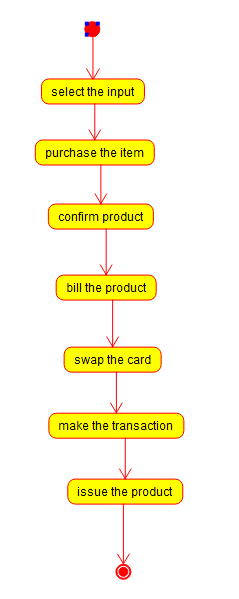 select the input
purchase the item
confirm product
bill the product
swap the card
make the transaction
issue the product